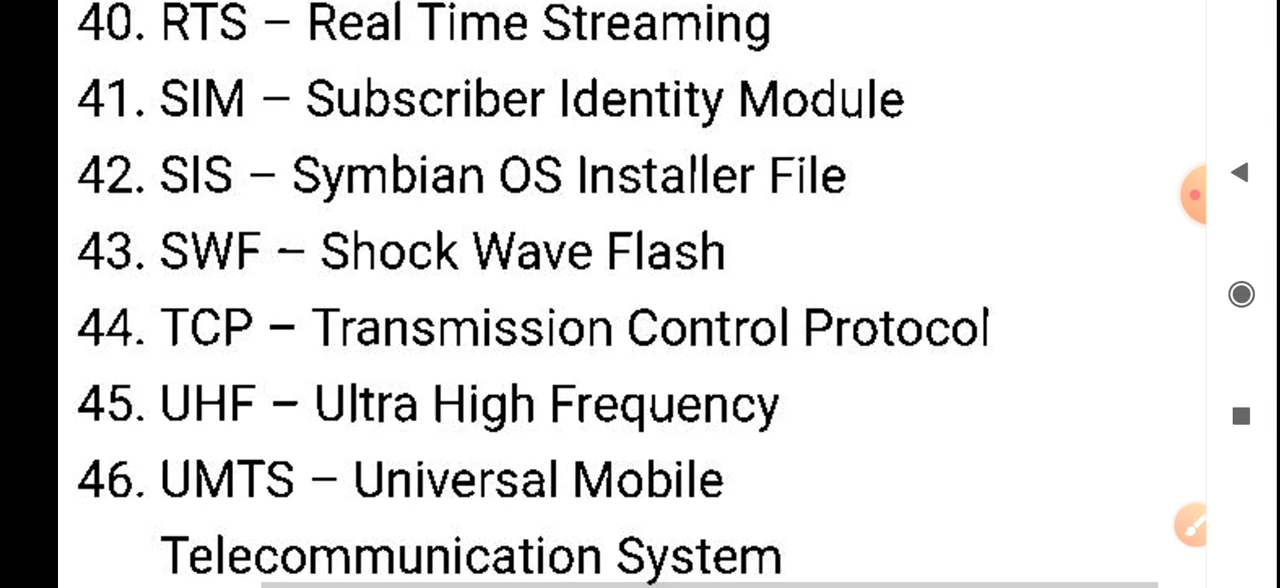 40. RTS – Real Time Streaming
41. SIM – Subscriber Identity Module
42. SIS – Symbian OS Installer File
43. SWF – Shock Wave Flash
44. TCP – Transmission Control Protocol
45. UHF – Ultra High Frequency
46. UMTS – Universal Mobile
Telecommunication System